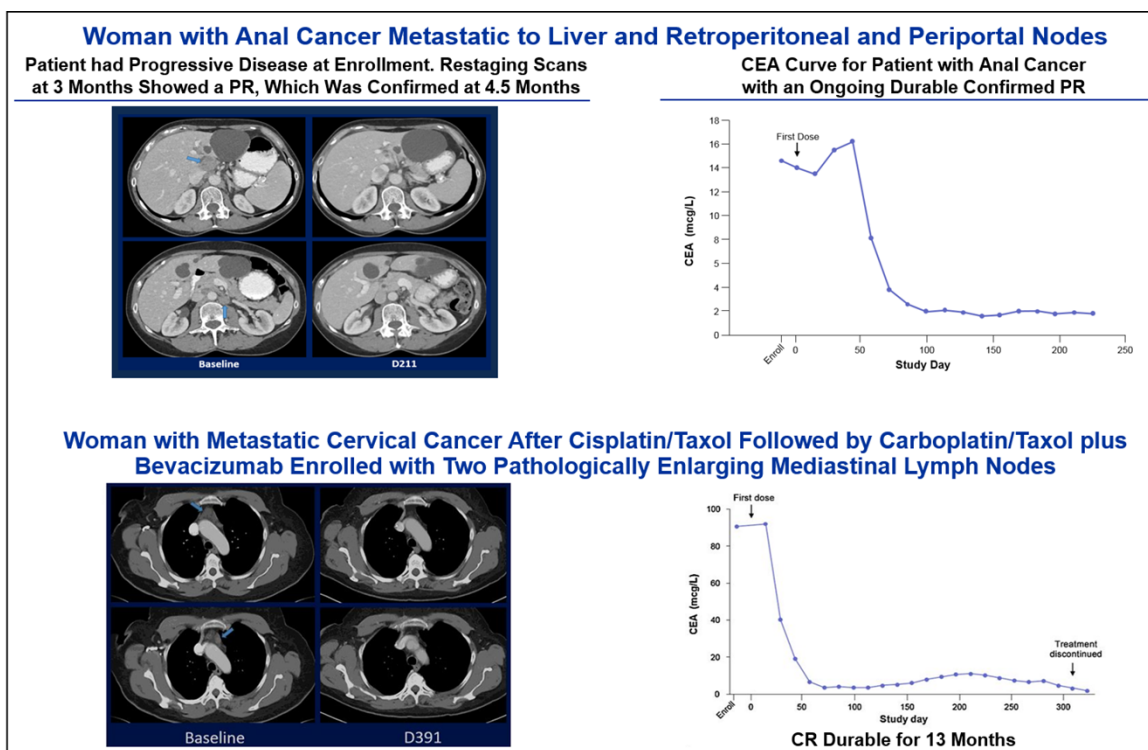 Woman with Anal Cancer Metastatic to Liver and Retroperitoneal and Periportal Nodes
Patient had Progressive Disease at Enrollment. Restaging Scans
at 3 Months Showed a PR, Which Was Confirmed at 4.5 Months
Baseline
D211
CEA Curve for Patient with Anal Cancer
with an Ongoing Durable Confirmed PR
18
16
14
12
16
8
5
4
2
0
CEA (mcg/L)
First Dose
Enroll
0
50
100
150
200
250
Study Day
Woman with Metastatic Cervical Cancer After Cisplatin/Taxol Followed by Carboplatin/Taxol plus
Bevacizumab Enrolled with Two Pathologically Enlarging Mediastinal Lymph Nodes
Baseline
D391
100
80
60
40
20
0
CEA (mcg/L)
First dose
Treatment
discontinued
Enroll
0
50
100
150
200
250
300
Study day
CR Durable for 13 Months